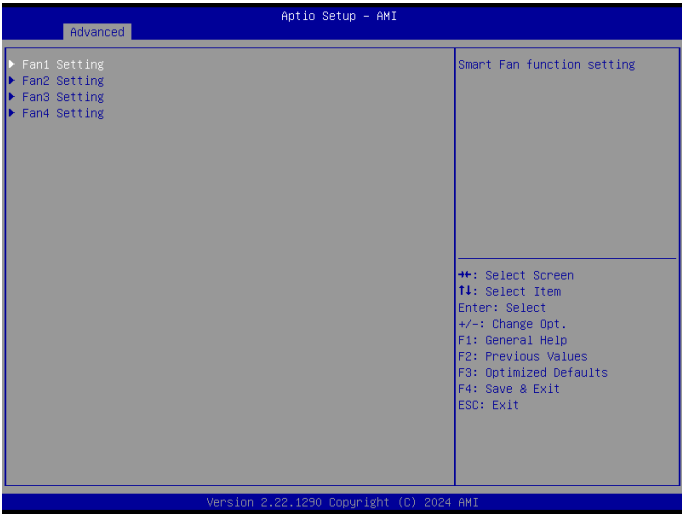 Aptio Setup – AMI
Advanced
▶ Fan1 Setting
▶ Fan2 Setting
▶ Fan3 Setting
▶ Fan4 Setting
Smart Fan function setting
→←: Select Screen
↑↓: Select Item
Enter: Select
+/-: Change Opt.
F1: General Help
F2: Previous Values
F3: Optimized Defaults
F4: Save & Exit
ESC: Exit
Version 2.22.1290 Copyright (C) 2024 AMI